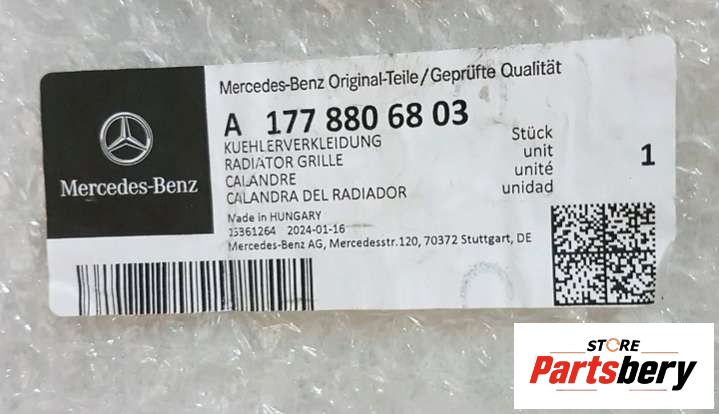 Mercedes-Benz
Mercedes-Benz Original-Teile/Geprüfte Qualität
A 177 880 68 03
KUEHLERVERKLEIDUNG
RADIATOR GRILLE
CALANDRE
CALANDRA DEL RADIADOR
Stück
unit
unité
unidad
1
Made in HUNGARY
15361264 2024-01-16
Mercedes-Benz AG, Mercedesstr.120, 70372 Stuttgart, DE
STORE
Partsbery